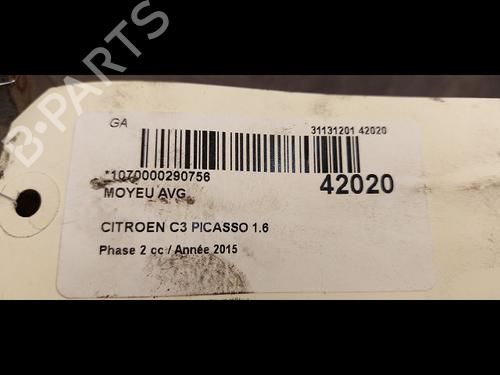 B-PARTS
GA
31131201 42020
*1070000290756
42020
MOYEU AVG
CITROEN C3 PICASSO 1.6
Phase 2 cc / Année 2015